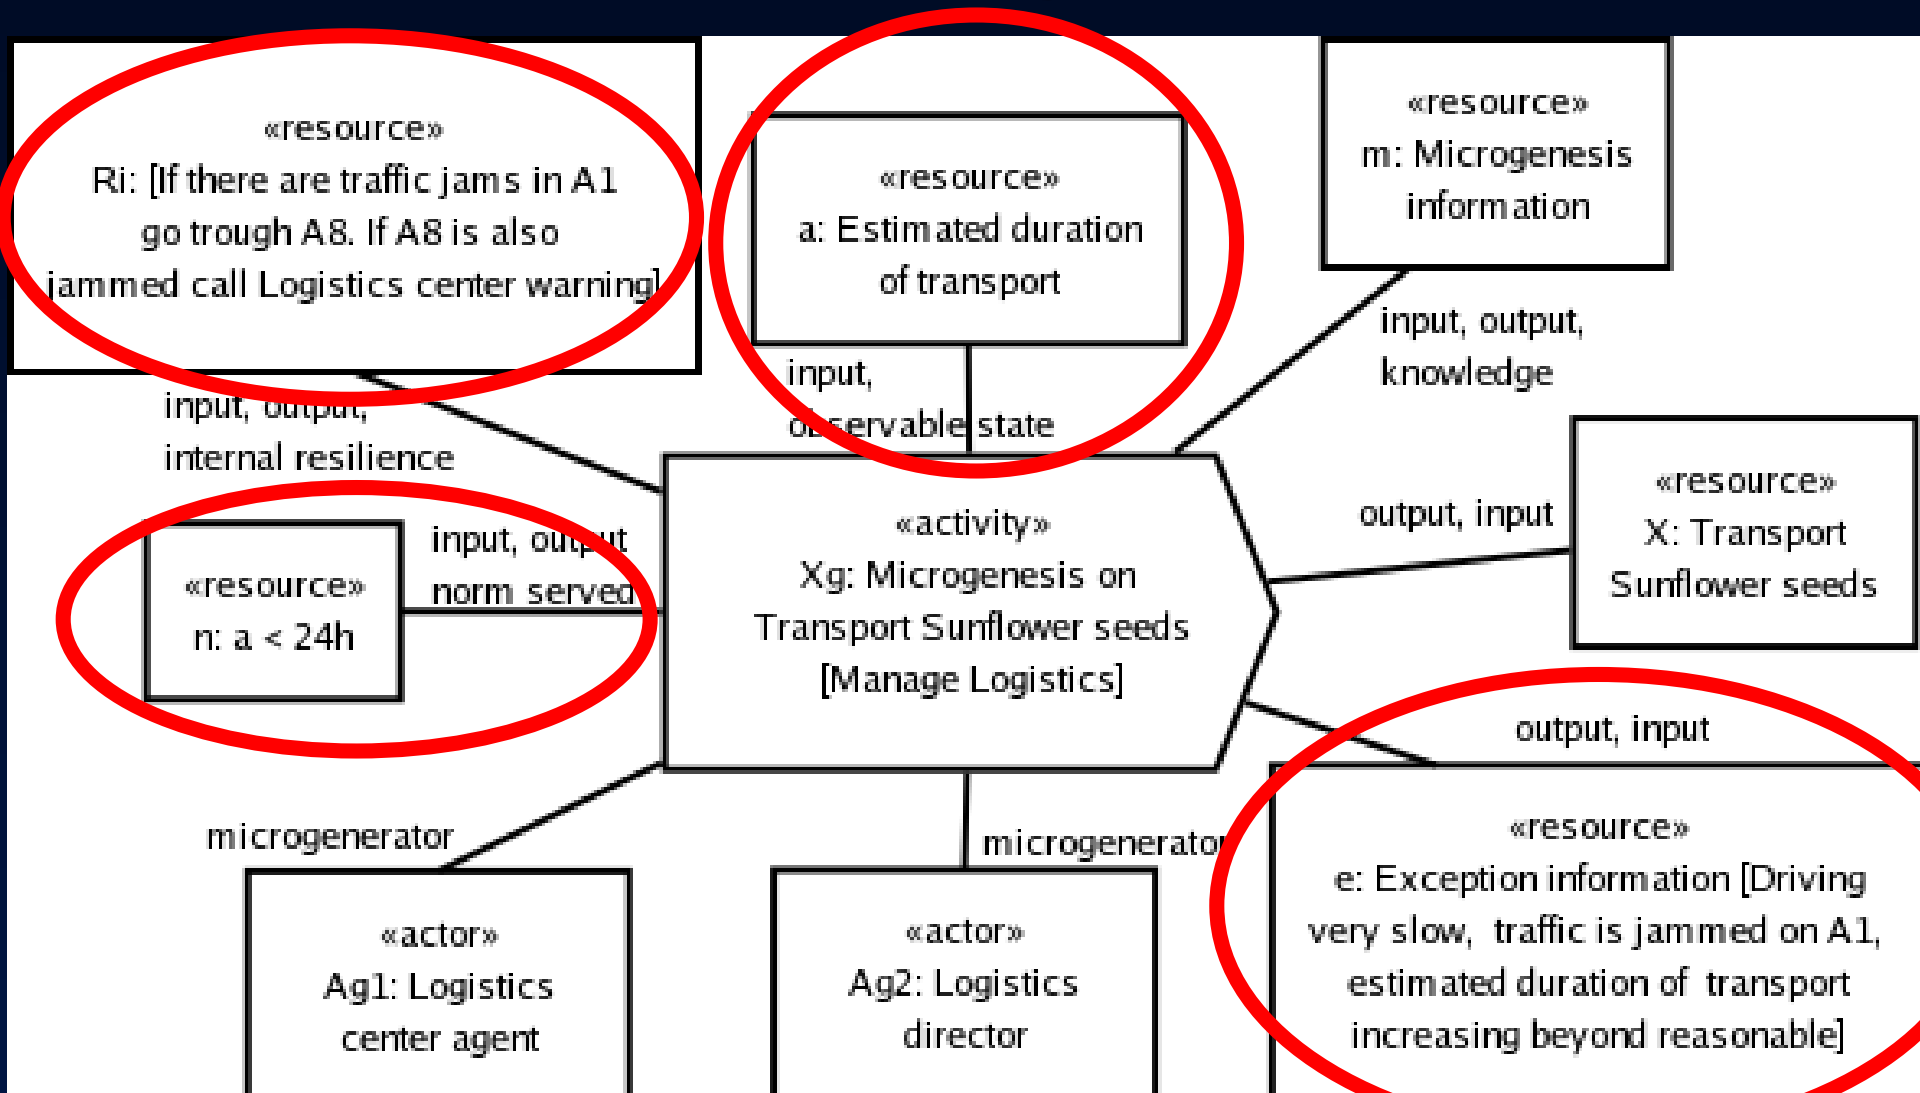 «resource»
Ri: [If there are traffic jams in A1
go trough A8. If A8 is also
jammed call Logistics center warning]
input, output,
internal resilience
«resource»
a: Estimated duration
of transport
input,
observable state
«resource»
m: Microgenesis
information
input, output,
knowledge
«resource»
n: a < 24h
input, output
norm served
«activity»
Xg: Microgenesis on
Transport Sunflower seeds
[Manage Logistics]
output, input
«resource»
X: Transport
Sunflower seeds
output, input
«resource»
e: Exception information [Driving
very slow, traffic is jammed on A1,
estimated duration of transport
increasing beyond reasonable]
microgenerator
«actor»
Ag1: Logistics
center agent
microgenerator
«actor»
Ag2: Logistics
director